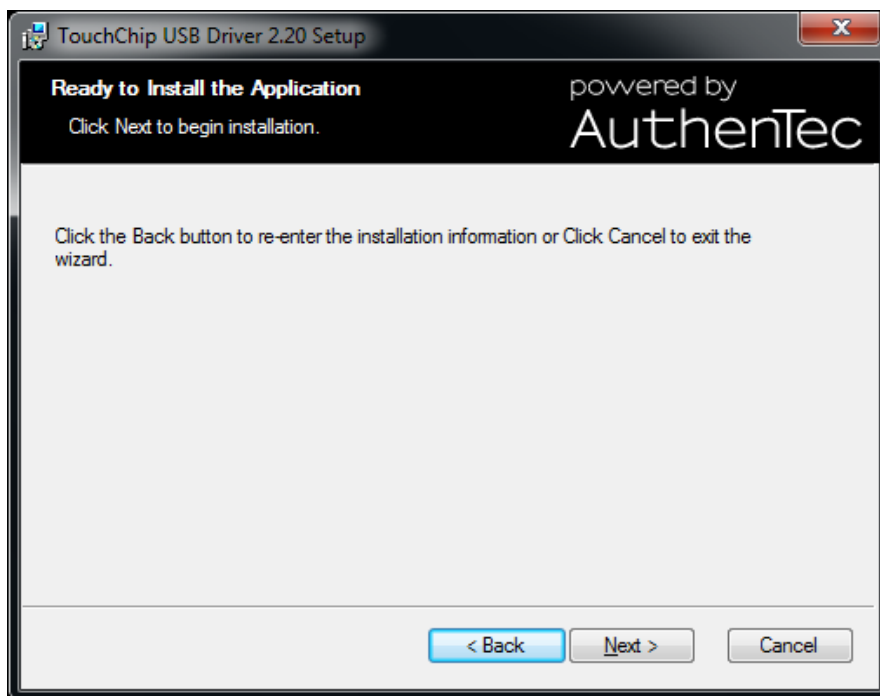 TouchChip USB Driver 2.20 Setup
Ready to Install the Application
Click Next to begin installation.
powered by
AuthenTec
Click the Back button to re-enter the installation information or Click Cancel to exit the
wizard.
< Back
Next >
Cancel